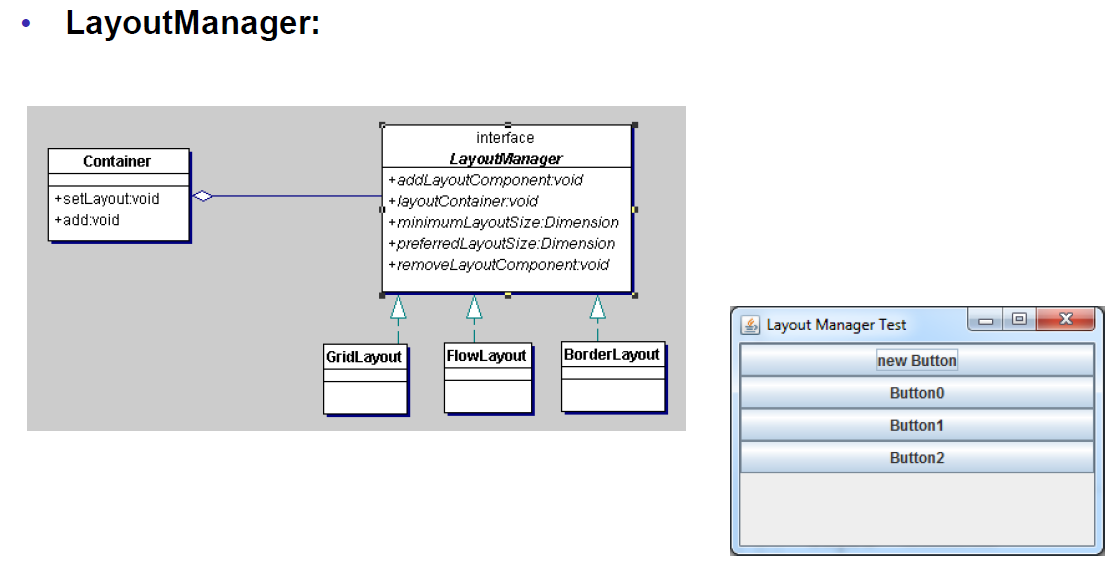 • LayoutManager:
Container
+setLayout:void
+add:void
interface
LayoutManager
+addLayoutComponent:void
+layoutContainer:void
+minimumLayoutSize:Dimension
+preferredLayoutSize:Dimension
+removeLayoutComponent:void
GridLayout
FlowLayout
BorderLayout
Layout Manager Test
new Button
Button0
Button1
Button2